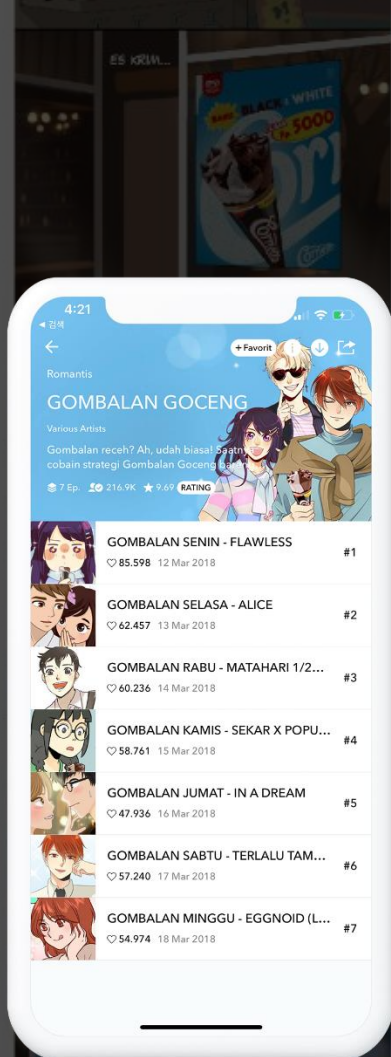 ES KRIM...
BARU
BLACK & WHITE
Rp 5000
Cornetto
4:21
◀ 검색
+ Favorit
Romantis
GOMBALAN GOCENG
Various Artists
Gombalan receh? Ah, udah biasa! Saatnya
cobain strategi Gombalan Goceng
7 Ep. 216.9K ★ 9.69 RATING
GOMBALAN SENIN - FLAWLESS
♡ 85.598 12 Mar 2018
#1
GOMBALAN SELASA - ALICE
♡ 62.457 13 Mar 2018
#2
GOMBALAN RABU - MATAHARI 1/2...
♡ 60.236 14 Mar 2018
#3
GOMBALAN KAMIS - SEKAR X POPU...
♡ 58.761 15 Mar 2018
#4
GOMBALAN JUMAT - IN A DREAM
♡ 47.936 16 Mar 2018
#5
GOMBALAN SABTU - TERLALU TAM...
♡ 57.240 17 Mar 2018
#6
GOMBALAN MINGGU - EGGNOID (L...
♡ 54.974 18 Mar 2018
#7